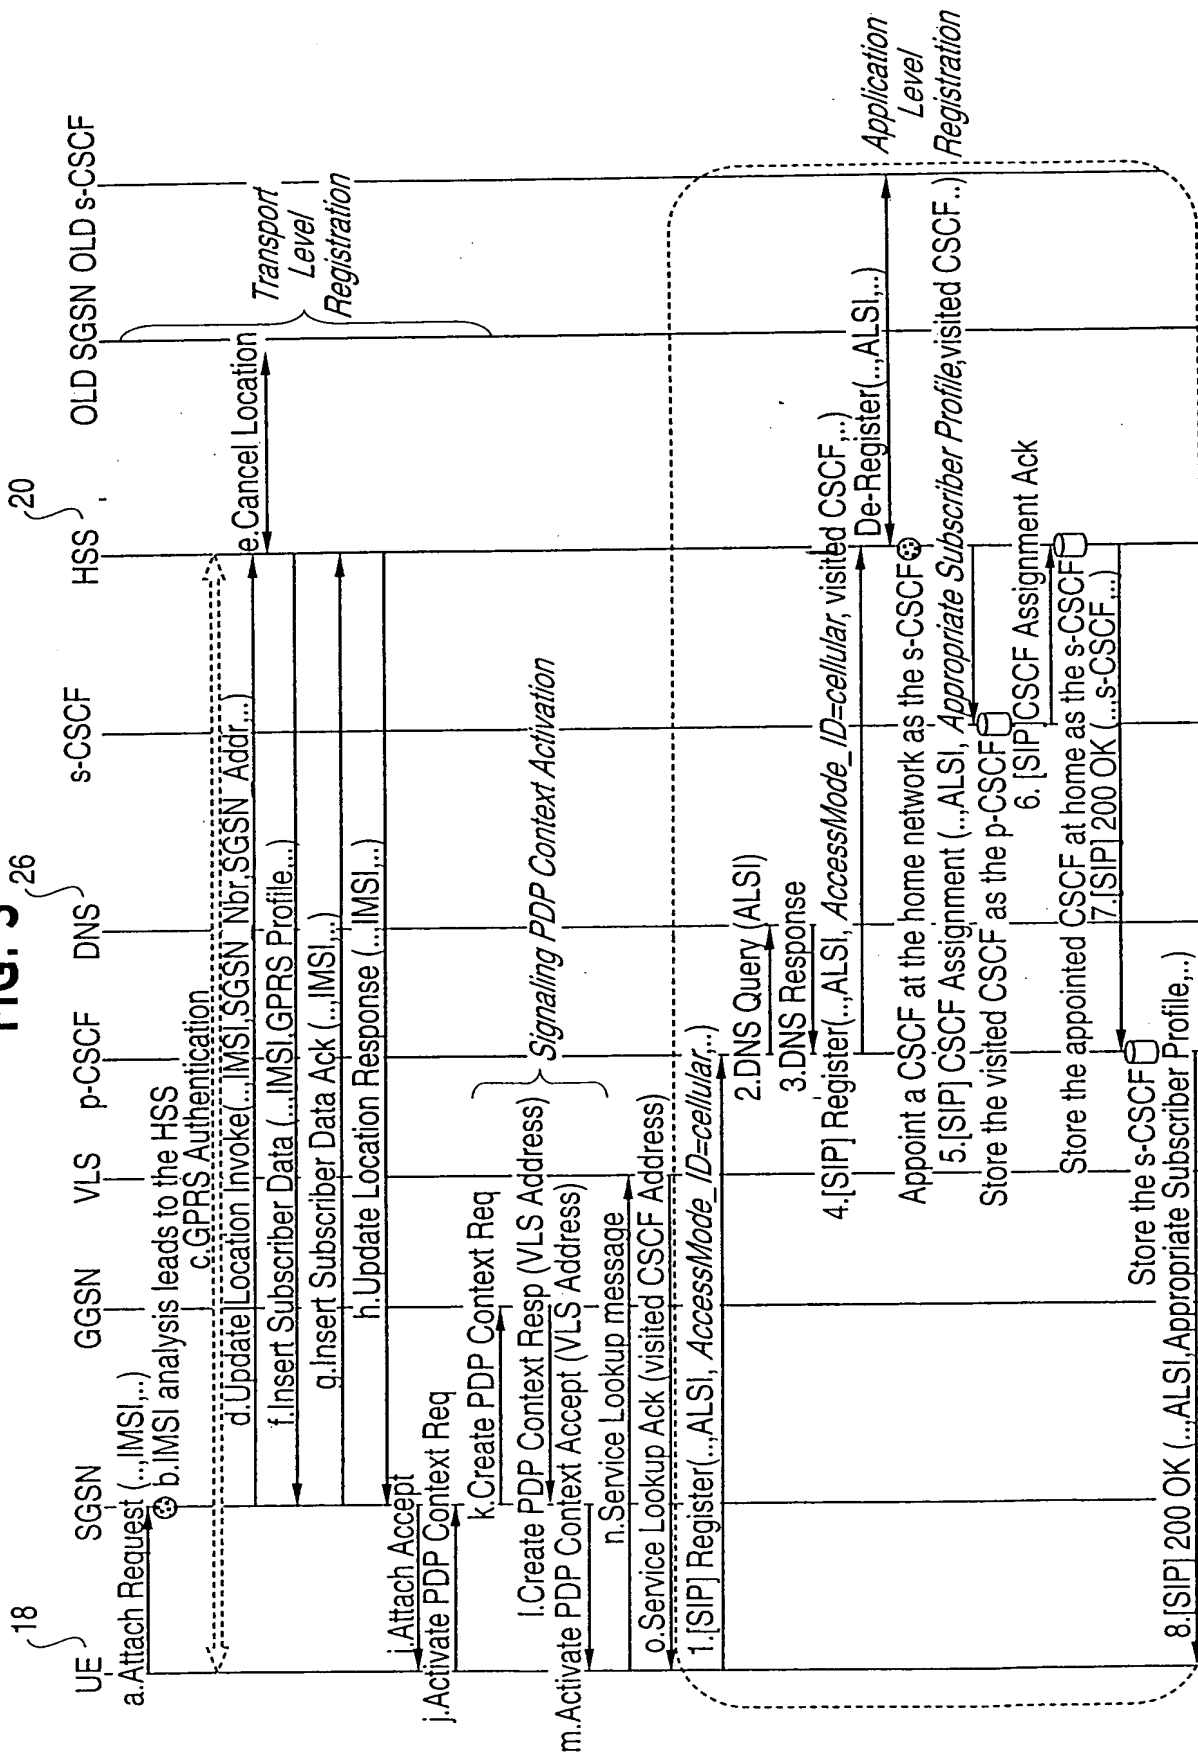 FIG. 3
18
26
20
UE
SGSN
GGSN
VLS
p-CSCF
DNS
s-CSCF
HSS
OLD SGSN
OLD s-CSCF
a.Attach Request (..,IMSI,..)
b.IMSI analysis leads to the HSS
c.GPRS Authentication
d.Update Location Invoke(..,IMSI,SGSN Nbr,SGSN Addr,..)
e.Cancel Location
Transport
Level
Registration
f.Insert Subscriber Data (..,IMSI,GPRS Profile,..)
g.Insert Subscriber Data Ack (..,IMSI,..)
h.Update Location Response (..,IMSI,..)
i.Attach Accept
j.Activate PDP Context Req
k.Create PDP Context Req
l.Create PDP Context Resp (VLS Address)
m.Activate PDP Context Accept (VLS Address)
Signaling PDP Context Activation
n.Service Lookup message
o.Service Lookup Ack (visited CSCF Address)
1.[SIP] Register(..,ALSI, AccessMode_ID=cellular,..)
2.DNS Query (ALSI)
3.DNS Response
4.[SIP] Register(..,ALSI, AccessMode_ID=cellular, visited CSCF,..)
De-Register(..,ALSI,..)
Application
Level
Registration
Appoint a CSCF at the home network as the s-CSCF
5.[SIP] CSCF Assignment (..,ALSI, Appropriate Subscriber Profile,visited CSCF..)
Store the visited CSCF as the p-CSCF
6. [SIP] CSCF Assignment Ack
Store the appointed CSCF at home as the s-CSCF
7.[SIP] 200 OK (...s-CSCF,..)
Store the s-CSCF
8.[SIP] 200 OK (..,ALSI,Appropriate Subscriber Profile,..)